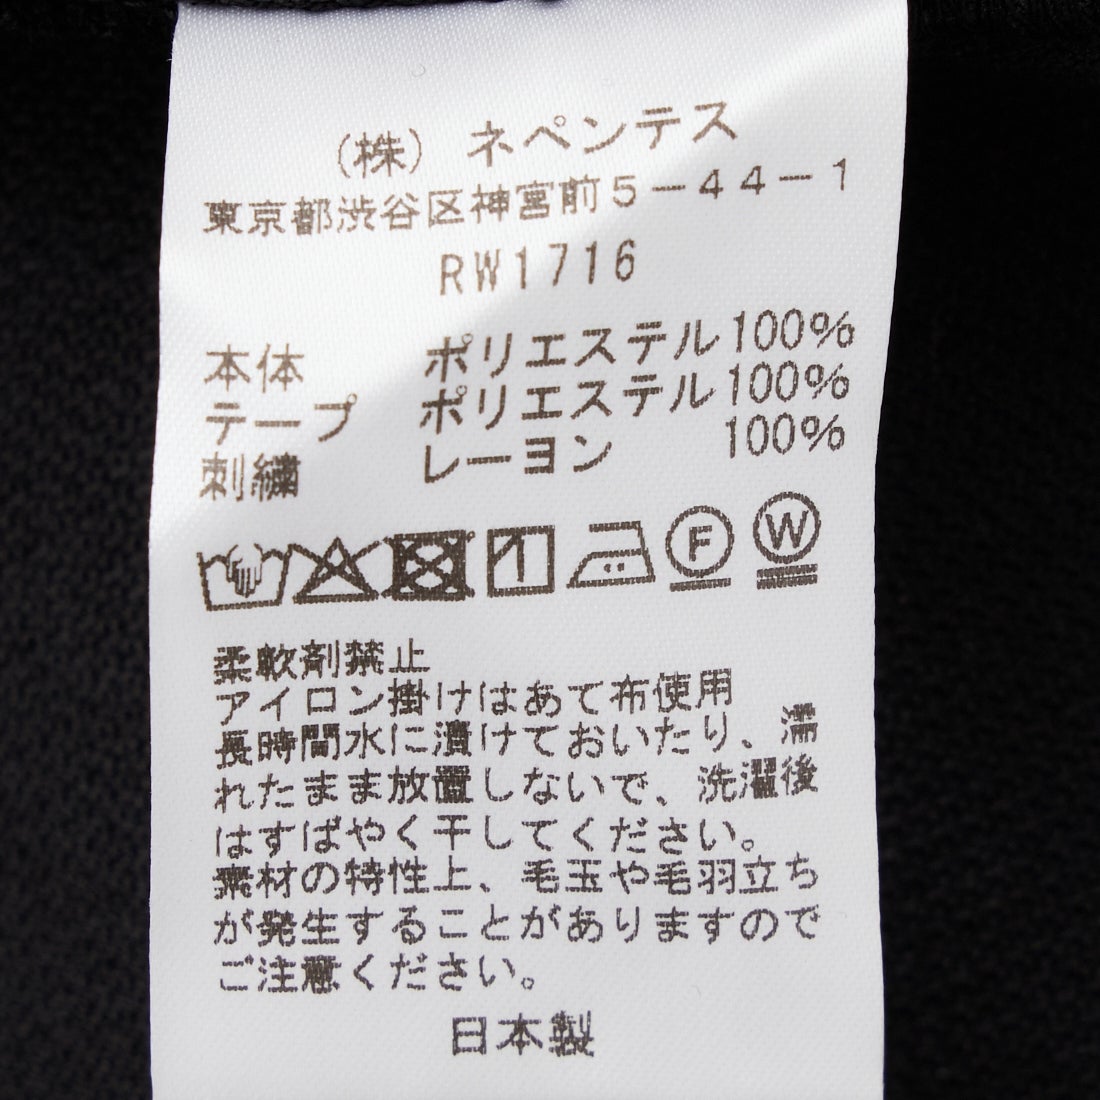 (株) ネペンテス
東京都渋谷区神宮前5-44-1
RW1716
本体 ポリエステル 100%
テープ ポリエステル 100%
刺繍 レーヨン 100%
F W
柔軟剤禁止
アイロン掛けはあて布使用
長時間水に漬けておいたり、濡
れたまま放置しないで、洗濯後
はすばやく干してください。
素材の特性上、毛玉や毛羽立ち
が発生することがありますので
ご注意ください。
日本製